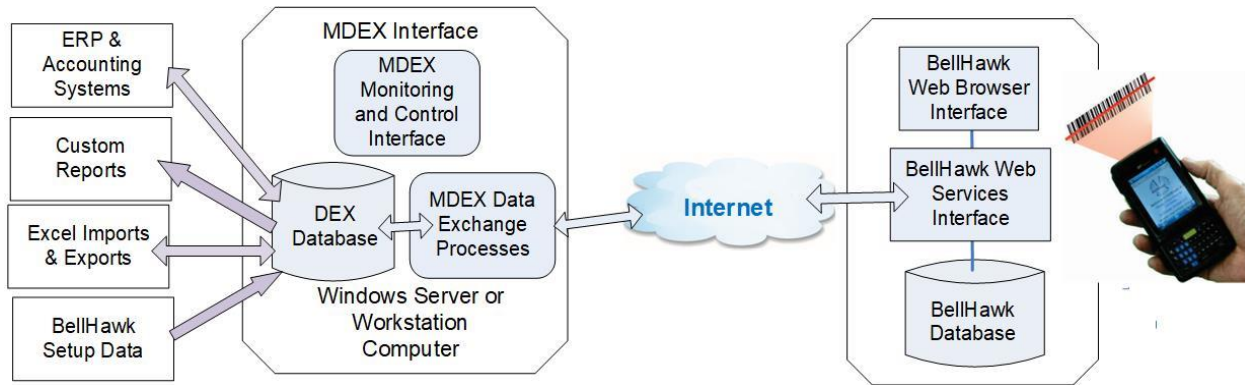 ERP &
Accounting
Systems
Custom
Reports
Excel Imports
& Exports
BellHawk
Setup Data
MDEX Interface
MDEX
Monitoring
and Control
Interface
DEX
Database
MDEX Data
Exchange
Processes
Windows Server or
Workstation
Computer
Internet
BellHawk
Web Browser
Interface
BellHawk Web
Services
Interface
BellHawk
Database